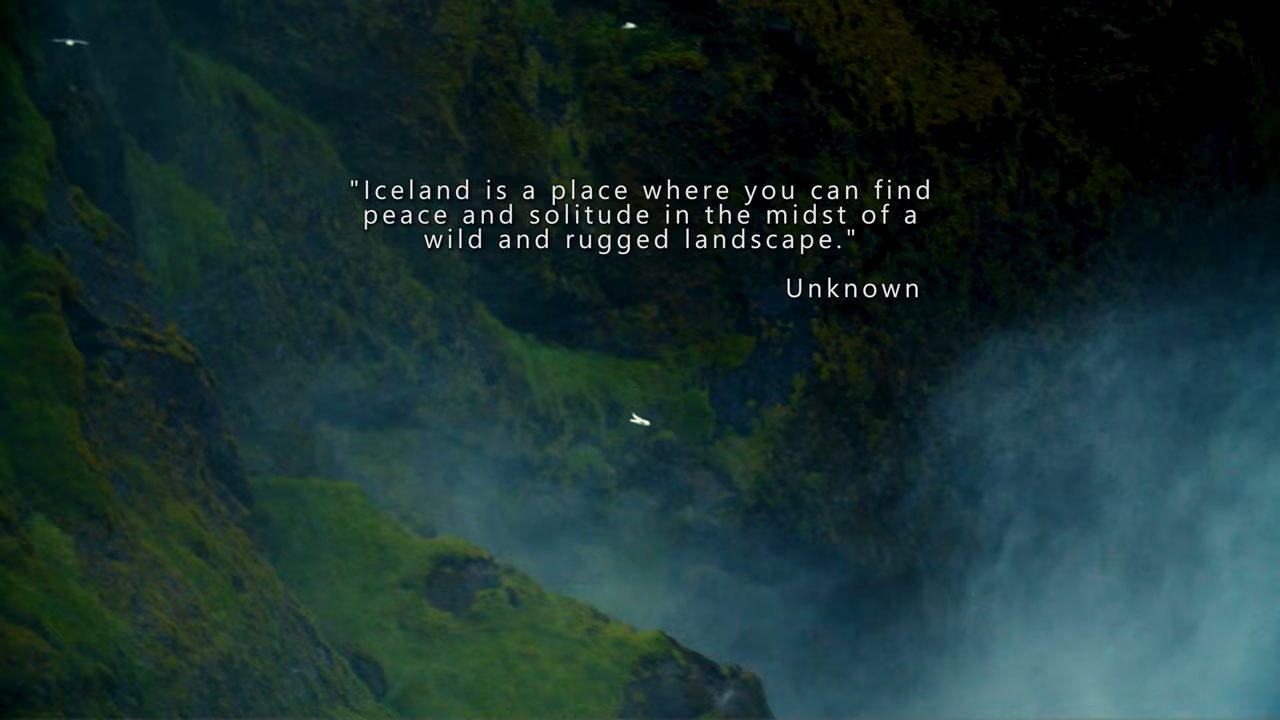 "Iceland is a place where you can find
peace and solitude in the midst of a
wild and rugged landscape."
Unknown